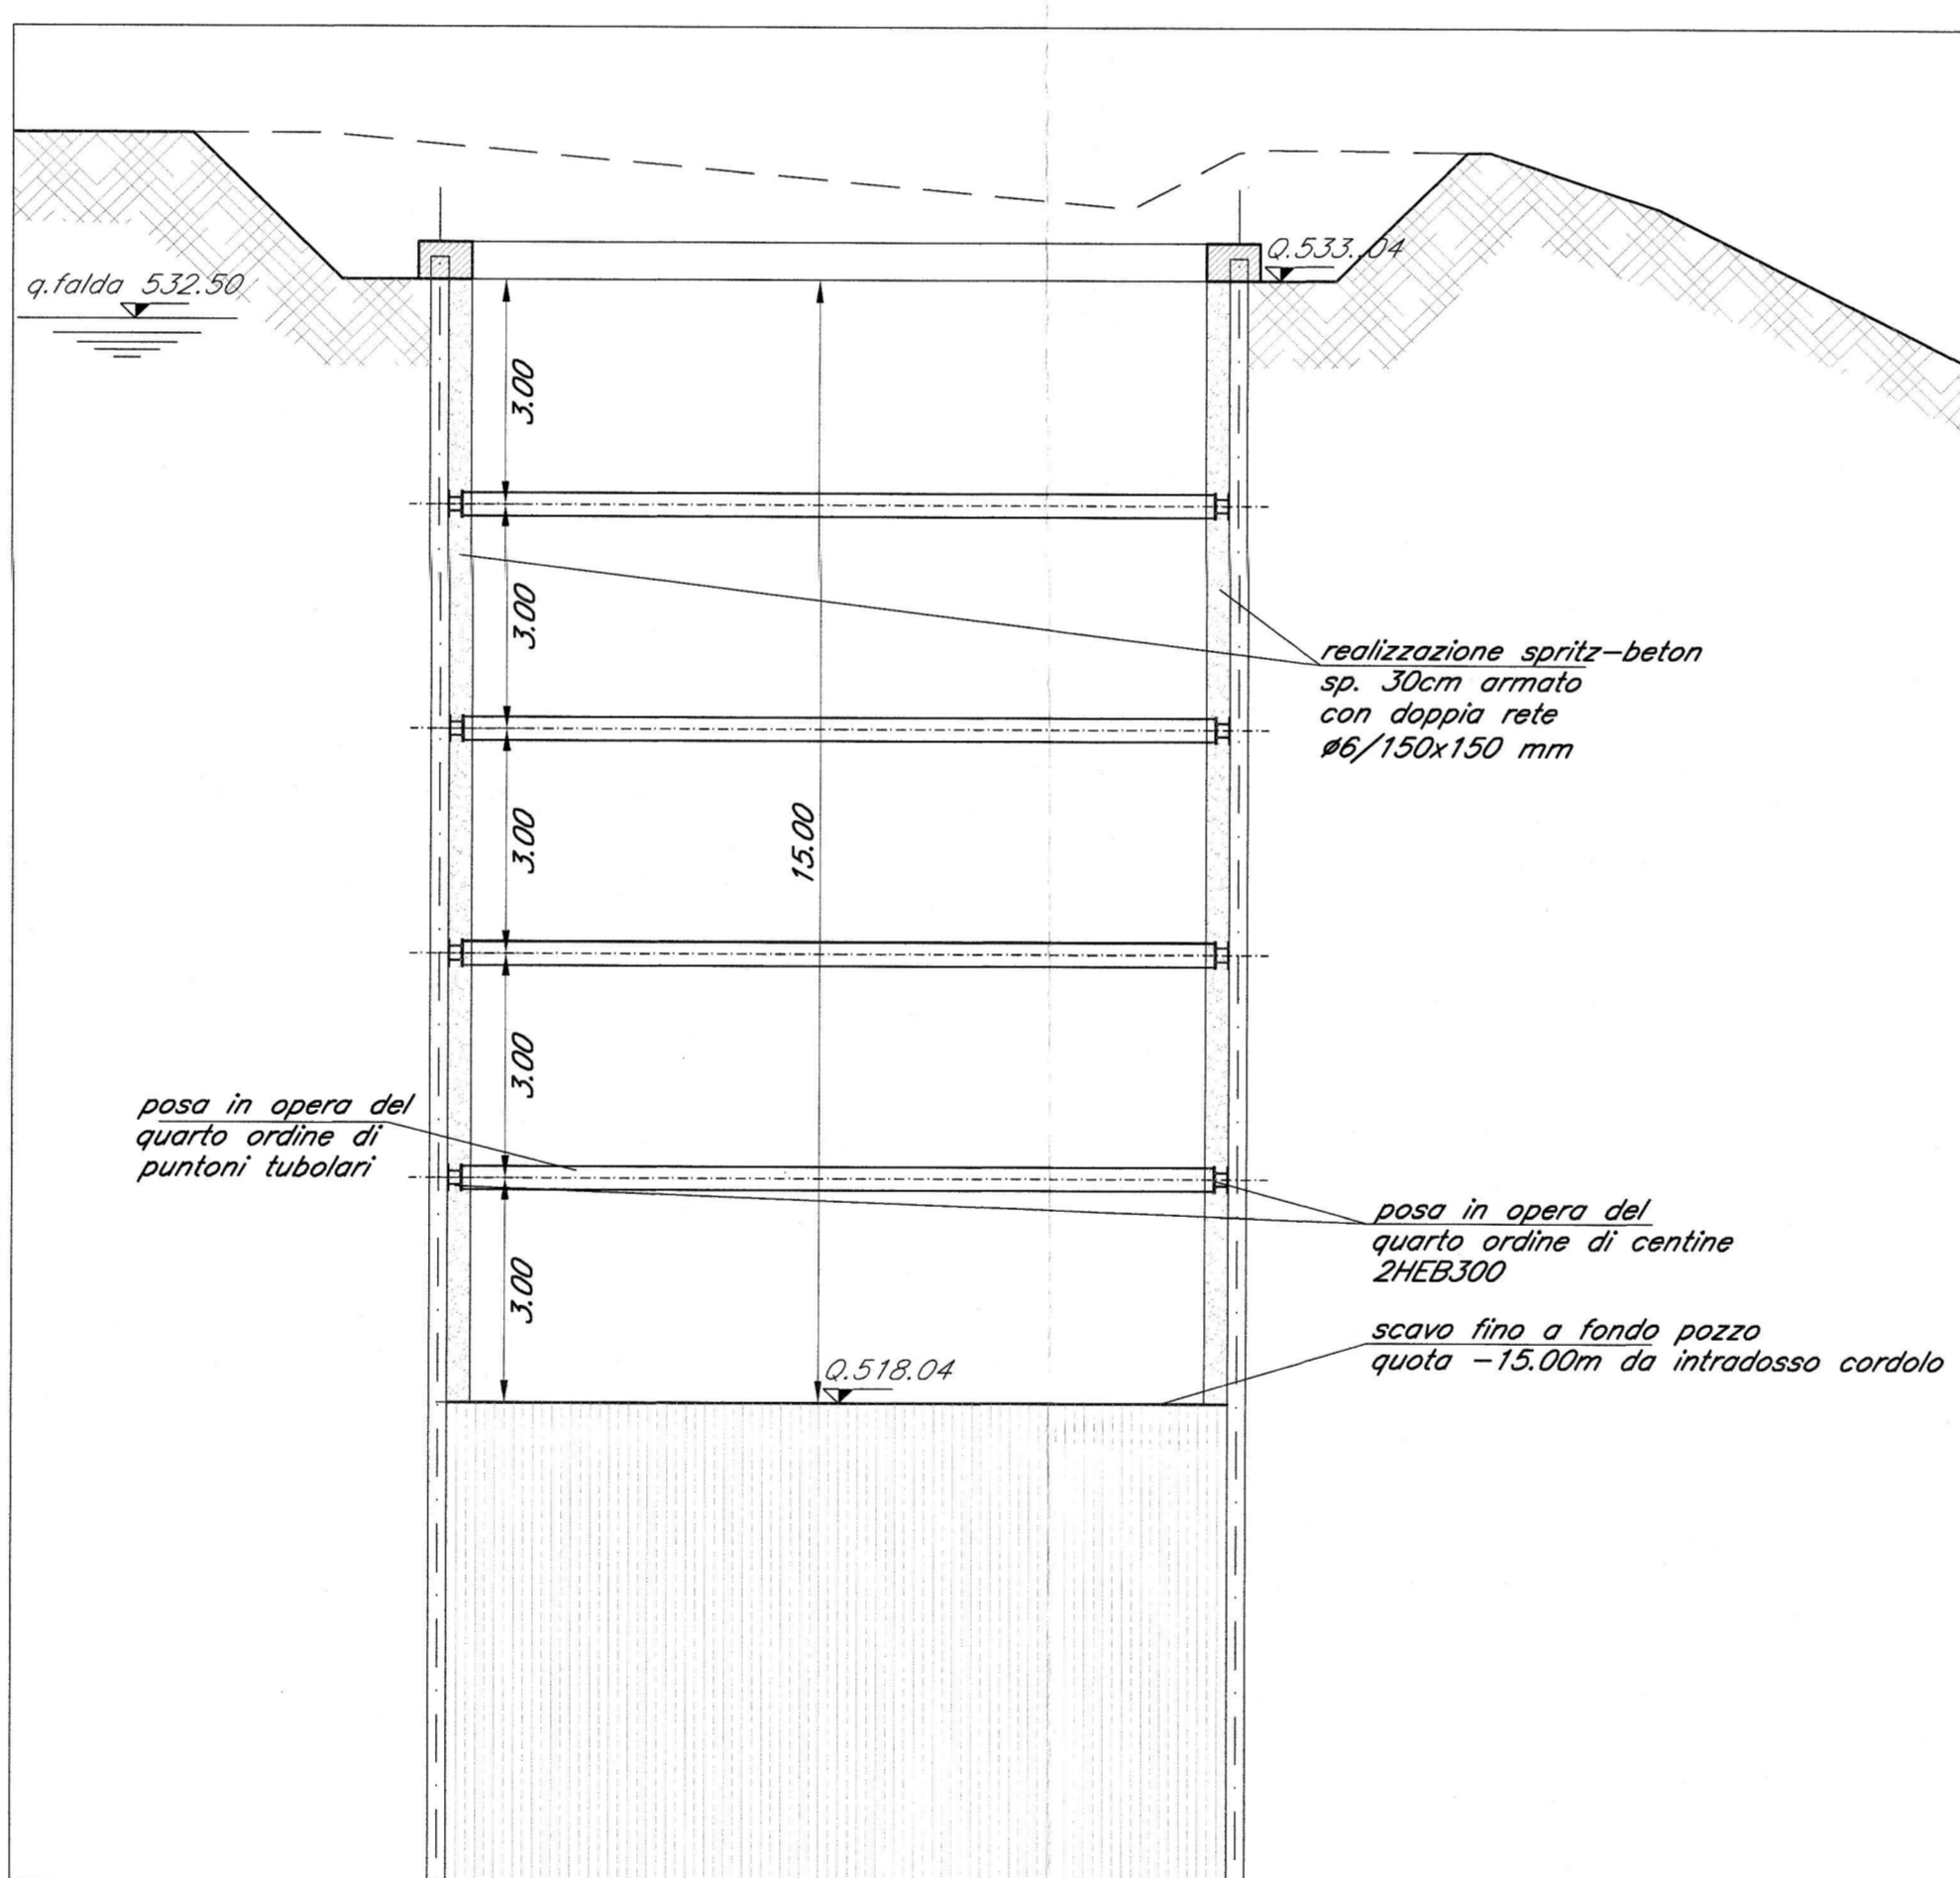 Q.533..04
q.falda 532.50
3.00
3.00
realizzazione spritz-beton
sp. 30cm armato
con doppia rete
ø6/150x150 mm
3.00
15.00
3.00
posa in opera del
quarto ordine di
puntoni tubolari
posa in opera del
quarto ordine di centine
2HEB300
3.00
scavo fino a fondo pozzo
quota -15.00m da intradosso cordolo
Q.518.04